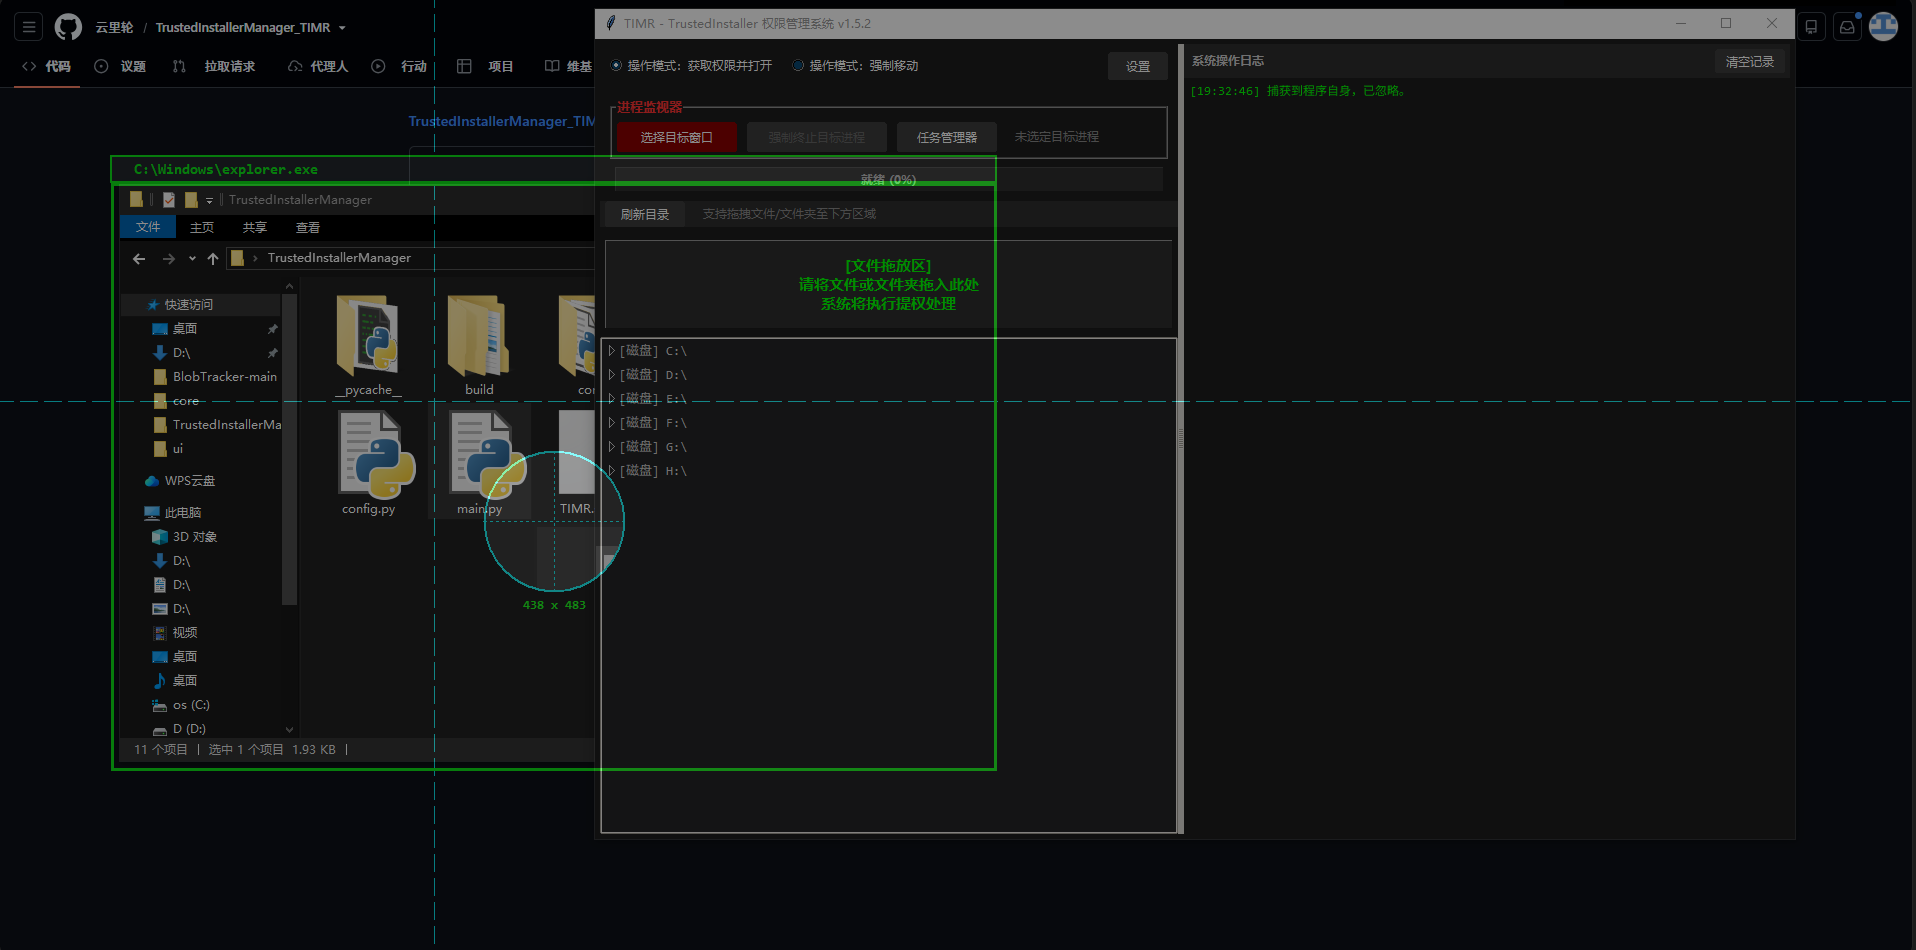 云里轮 / TrustedInstallerManager_TIMR
代码 议题 拉取请求 代理人 行动 项目 维基
TrustedInstallerManager_TIM
C:\Windows\explorer.exe
TrustedInstallerManager
文件 主页 共享 查看
TrustedInstallerManager
快速访问
桌面
D:\
BlobTracker-main
core
TrustedInstallerMa
ui
WPS云盘
此电脑
3D 对象
D:\
D:\
D:\
视频
桌面
桌面
os (C:)
D (D:)
__pycache__ build cor
config.py main.py TIMR.
438 x 483
11 个项目 | 选中 1 个项目 1.93 KB |
TIMR - TrustedInstaller 权限管理系统 v1.5.2
操作模式: 获取权限并打开 操作模式: 强制移动 设置
进程监视器
选择目标窗口 强制终止目标进程 任务管理器 未选定目标进程
就绪 (0%)
刷新目录 支持拖拽文件/文件夹至下方区域
[文件拖放区]
请将文件或文件夹拖入此处
系统将执行提权处理
[磁盘] C:\
[磁盘] D:\
[磁盘] E:\
[磁盘] F:\
[磁盘] G:\
[磁盘] H:\
系统操作日志 清空记录
[19:32:46] 捕获到程序自身，已忽略。